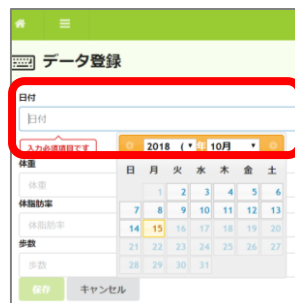 データ登録
日付
日付
入力必須項目です
2018 ( 年 10月
体重
日 月 火 水 木 金 土
体重
1 2 3 4 5 6
体脂肪率
7 8 9 10 11 12 13
体脂肪率
14 15 16 17 18 19 20
歩数
21 22 23 24 25 26 27
歩数
28 29 30 31
保存 キャンセル